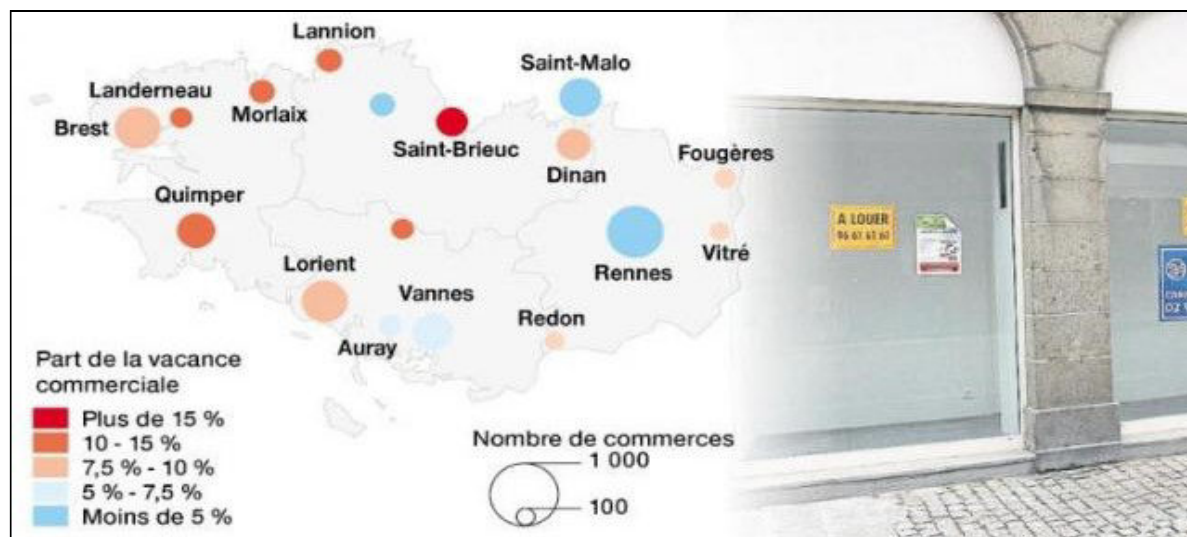 Lannion
Saint-Malo
Landerneau
Morlaix
Brest
Saint-Brieuc
Dinan
Fougères
Quimper
Rennes
Vitré
Lorient
Vannes
Auray
Redon
Part de la vacance
commerciale
Plus de 15 %
10 - 15 %
7,5 % - 10 %
5 % - 7,5 %
Moins de 5 %
Nombre de commerces
1 000
100
A LOUER